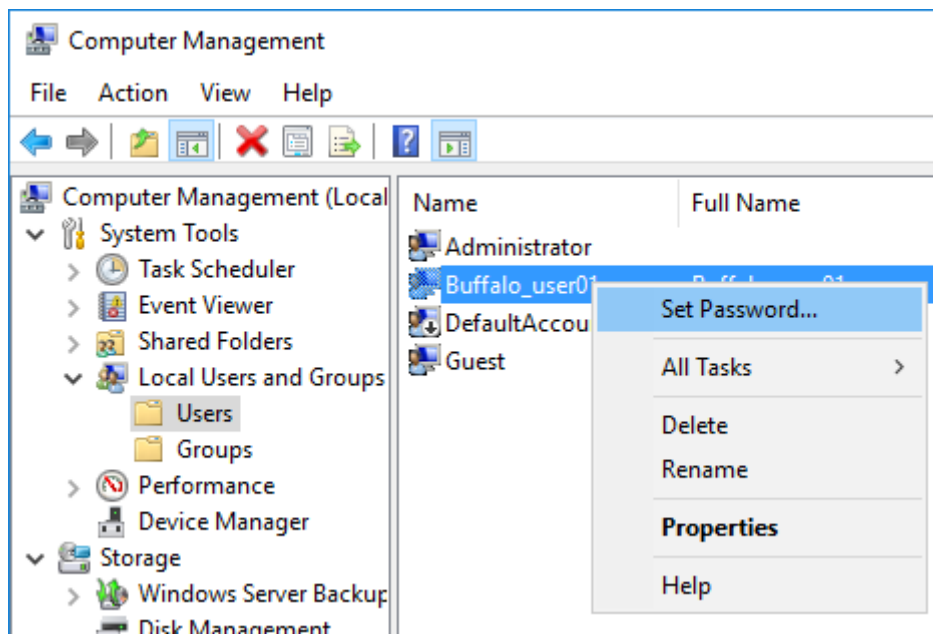 Computer Management
File Action View Help
Computer Management (Local
System Tools
Task Scheduler
Event Viewer
Shared Folders
Local Users and Groups
Users
Groups
Performance
Device Manager
Storage
Windows Server Backup
Disk Management
Name Full Name
Administrator
Buffalo_user01
DefaultAccou
Guest
Set Password...
All Tasks
Delete
Rename
Properties
Help